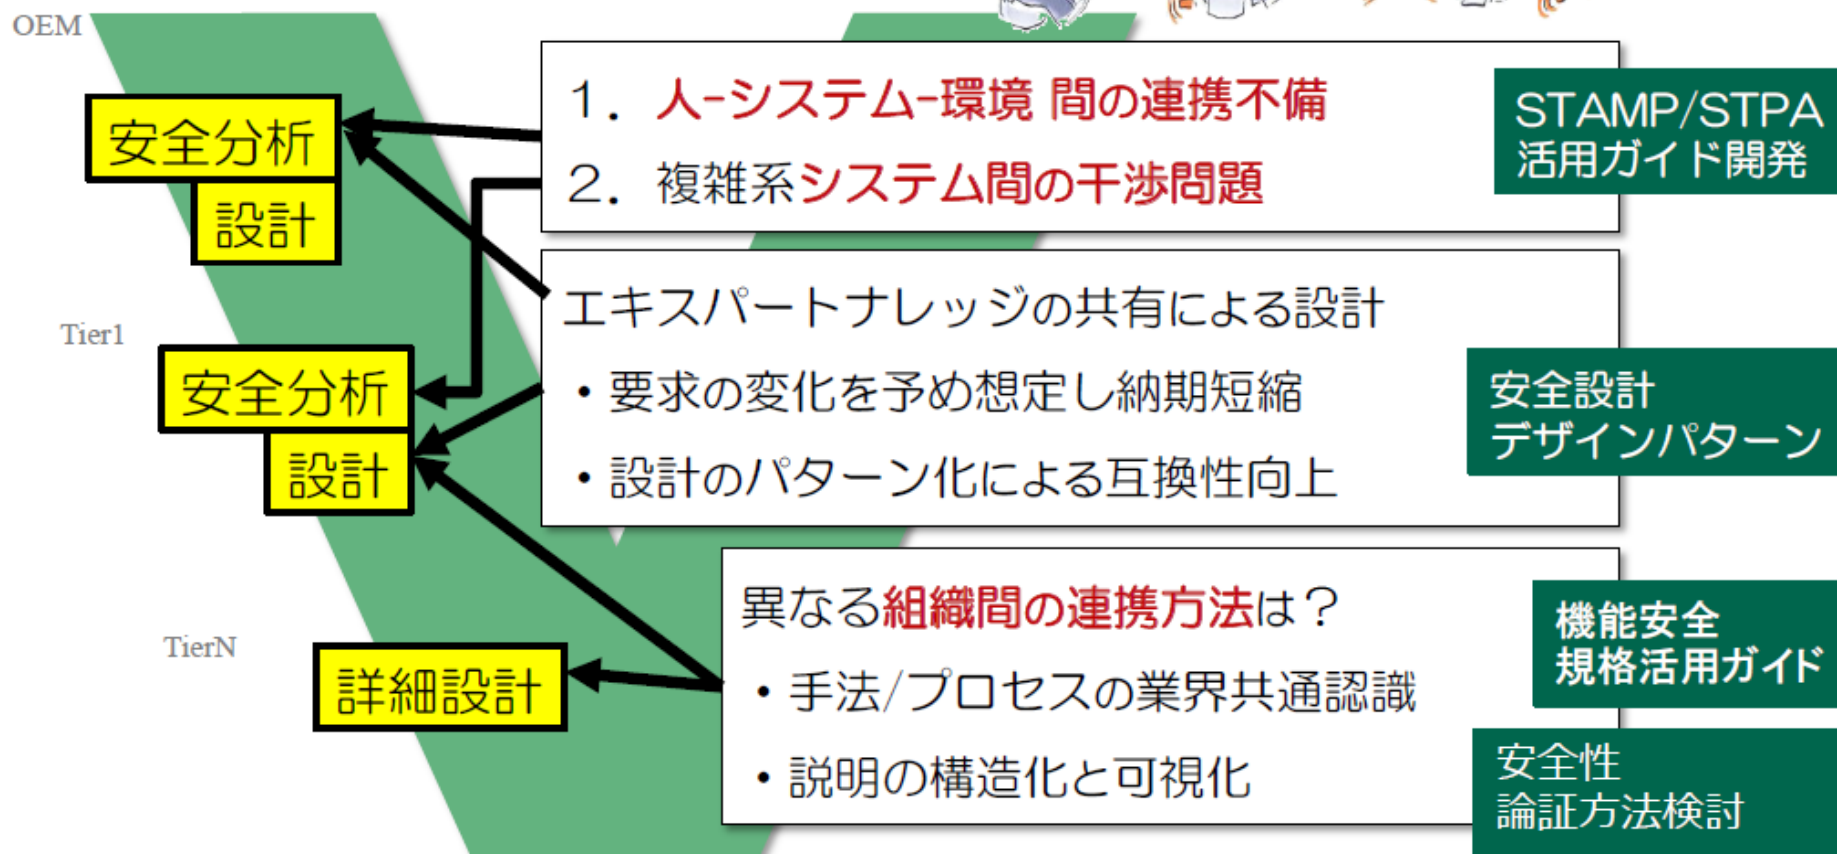 OEM
安全分析
設計
1. 人-システム-環境 間の連携不備
2. 複雑系システム間の干渉問題
STAMP/STPA
活用ガイド開発
Tier1
安全分析
設計
エキスパートナレッジの共有による設計
・要求の変化を予め想定し納期短縮
・設計のパターン化による互換性向上
安全設計
デザインパターン
TierN
詳細設計
異なる組織間の連携方法は?
・手法/プロセスの業界共通認識
・説明の構造化と可視化
機能安全
規格活用ガイド
安全性
論証方法検討